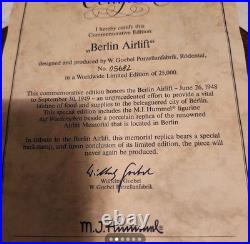 I hereby certify this
Commemorative Edition
„Berlin Airlift"
designed and produced by W. Goebel Porzellanfabrik, Rödental,
No. 05682
in a Worldwide Limited Edition of 25,000.
This commemorative edition honors the Berlin Airlift - June 26, 1948
to September 30, 1949 - an unprecedented effort to provide a vital
lifeline of food and supplies to the beleaguered city of Berlin.
This special edition includes the M.I. Hummel figurine
beside a porcelain replica of the renowned
Airlift Memorial that is located in Berlin.
In tribute to the Berlin Airlift, this memorial replica bears a special
backstamp, and upon conclusion of its limited edition, the piece
will never again be produced.
Wilhelm Goebel
W. Goebel Porzellanfabrik
M.J. Hummel